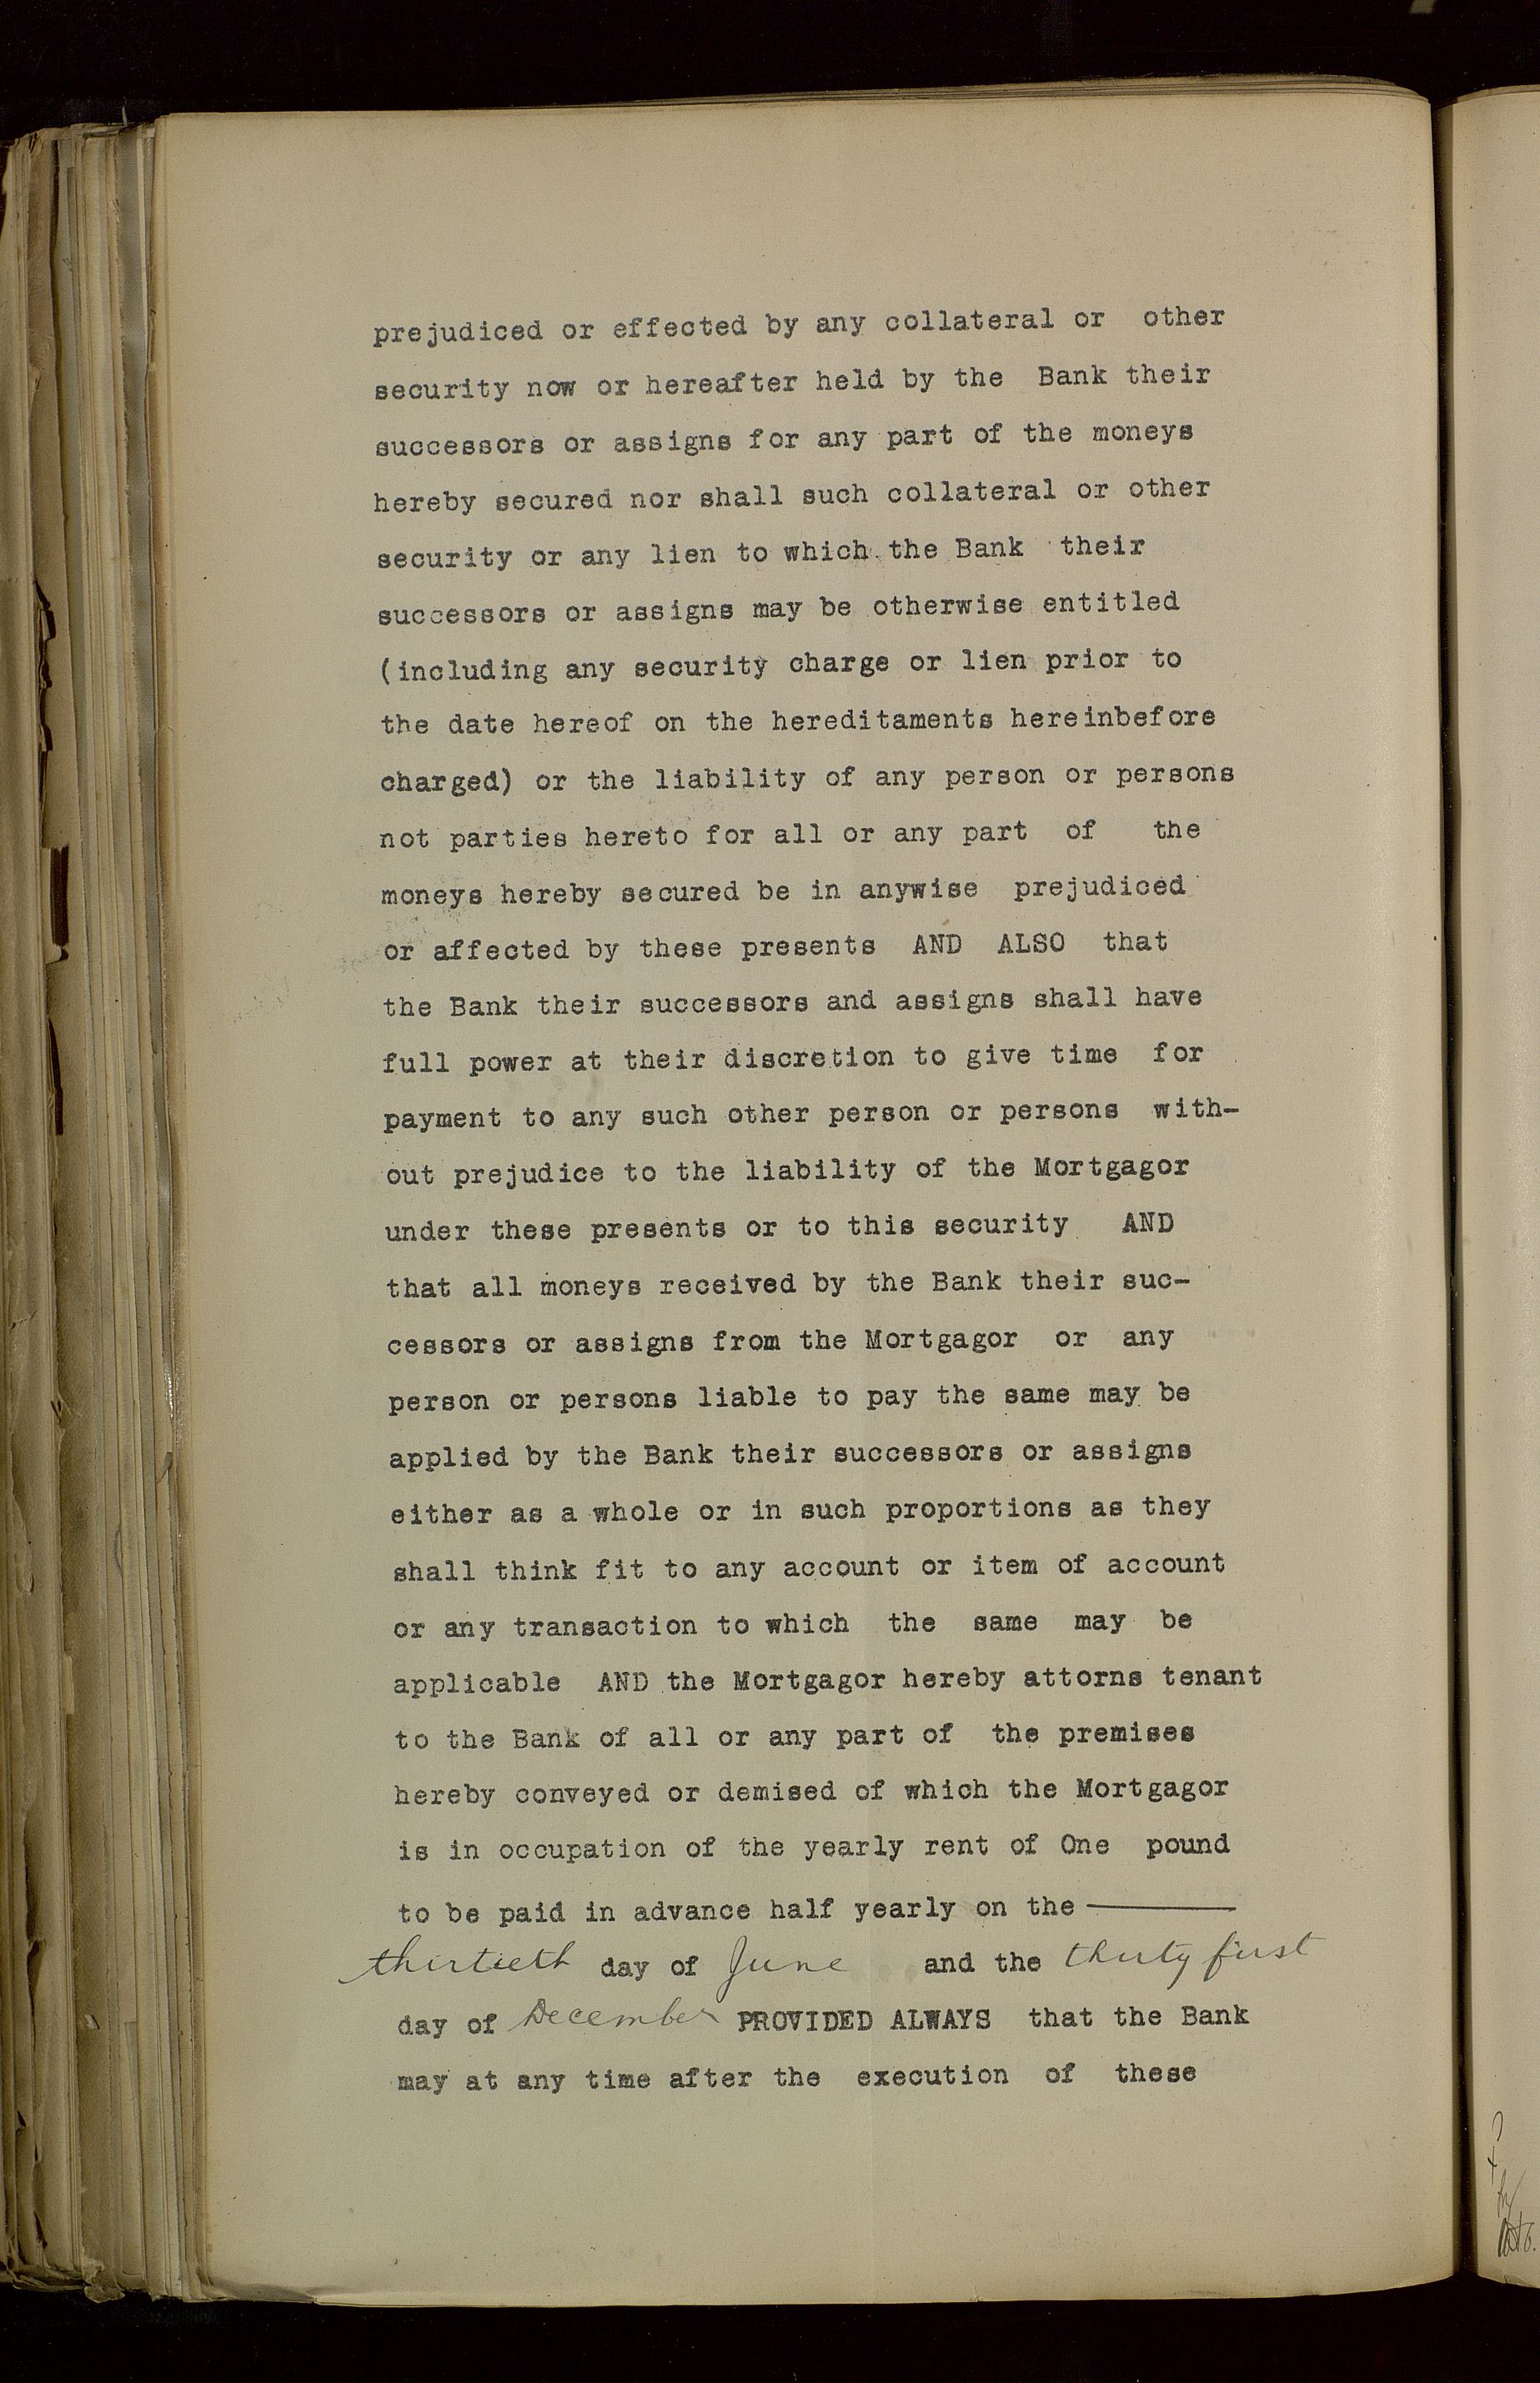 prejudiced or effected by any collateral or other
security now or hereafter held by the Bank their
successors or assigns for any part of the moneys
hereby secured nor shall such collateral or other
security or any lien to which the Bank their
successors or assigns may be otherwise entitled
(including any security charge or lien prior to
the date hereof on the hereditaments hereinbefore
charged) or the liability of any person or persons
not parties hereto for all or any part of the
moneys hereby secured be in anywise prejudiced
or affected by these presents AND ALSO that
the Bank their successors and assigns shall have
full power at their discretion to give time for
payment to any such other person or persons with-
out prejudice to the liability of the Mortgagor
under these presents or to this security AND
that all moneys received by the Bank their suc-
cessors or assigns from the Mortgagor or any
person or persons liable to pay the same may be
applied by the Bank their successors or assigns
either as a whole or in such proportions as they
shall think fit to any account or item of account
or any transaction to which the same may be
applicable AND the Mortgagor hereby attorns tenant
to the Bank of all or any part of the premises
hereby conveyed or demised of which the Mortgagor
is in occupation of the yearly rent of One pound
to be paid in advance half yearly on the ———
thirtieth day of June and the thirty first
day of December PROVIDED ALWAYS that the Bank
may at any time after the execution of these